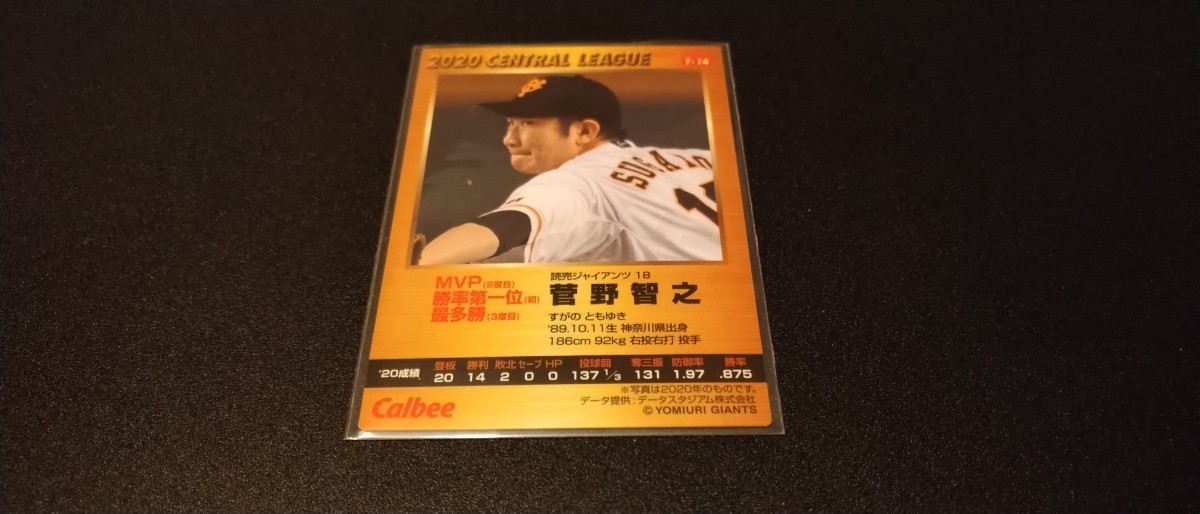 2020 CENTRAL LEAGUE
T-14
SUGANO
MVP(2度目)
勝率第一位(初)
最多勝(3度目)
読売ジャイアンツ 18
菅野智之
すがの ともゆき
'89.10.11生 神奈川県出身
186cm 92kg 右投右打 投手
'20成績 登板 勝利 敗北 セーブ HP 投球回 奪三振 防御率 勝率
20 14 2 0 0 137 1/3 131 1.97 .875
※写真は2020年のものです。
データ提供:データスタジアム株式会社
Calbee
©YOMIURI GIANTS